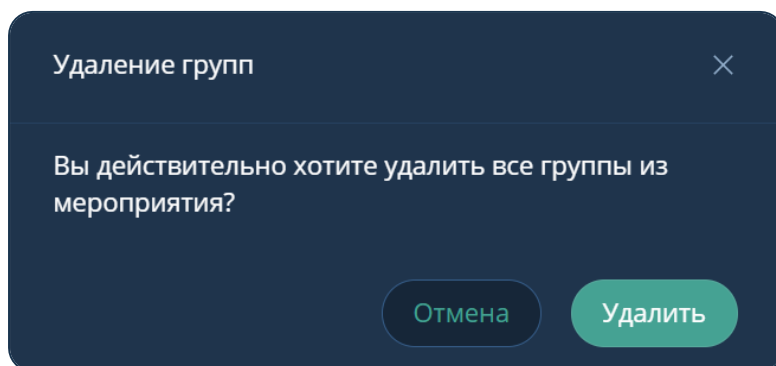 Удаление групп
Вы действительно хотите удалить все группы из
мероприятия?
Отмена
Удалить